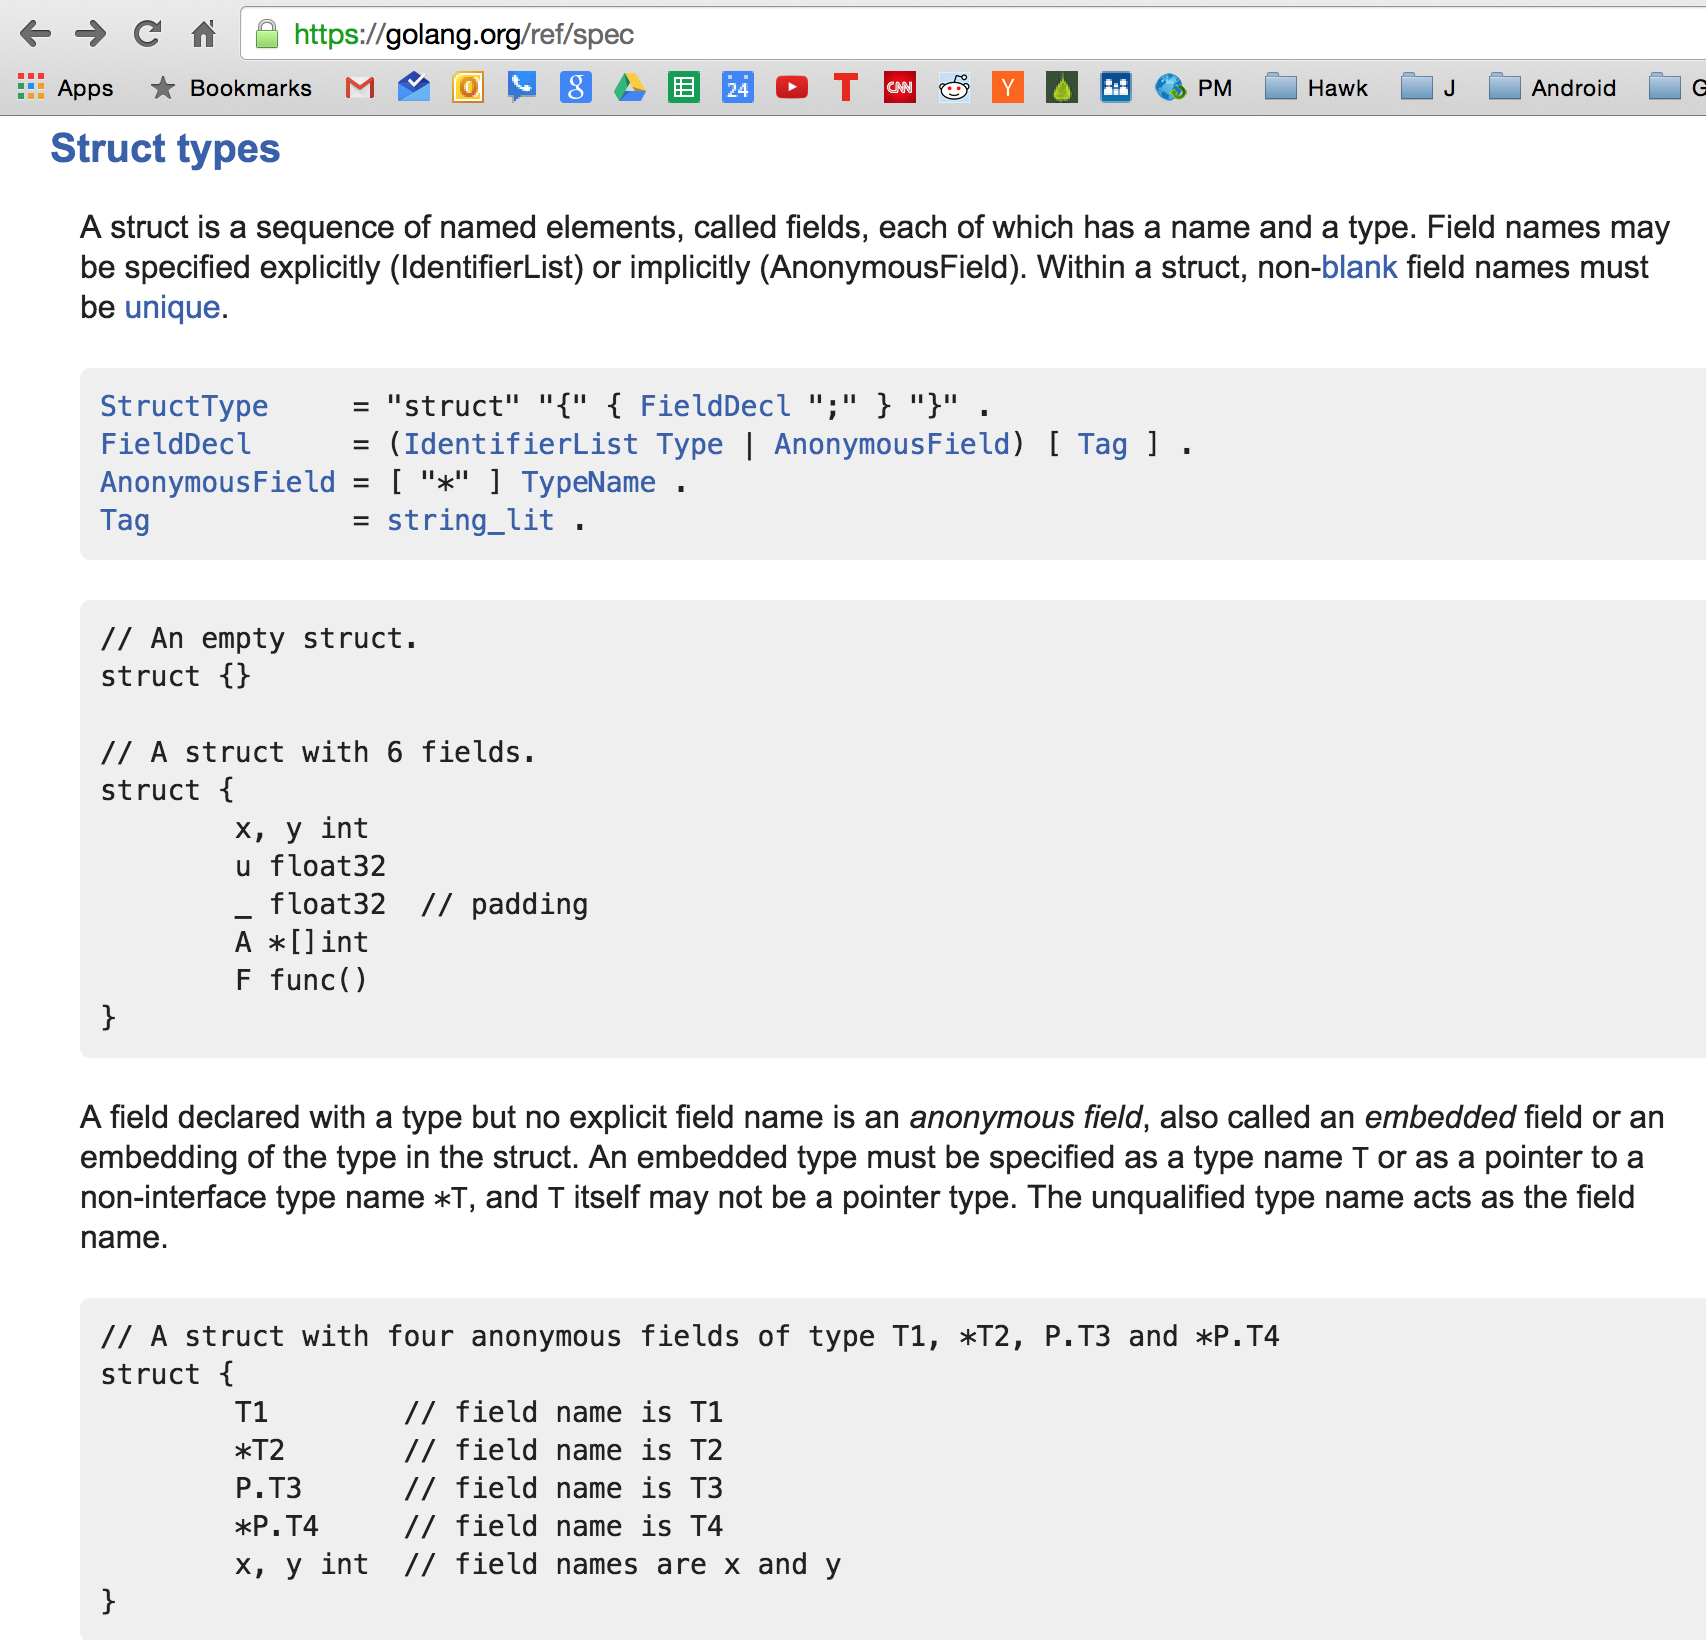 https://golang.org/ref/spec
Apps Bookmarks 24 T CNN Y PM Hawk J Android G
Struct types
A struct is a sequence of named elements, called fields, each of which has a name and a type. Field names may
be specified explicitly (IdentifierList) or implicitly (AnonymousField). Within a struct, non-blank field names must
be unique.
StructType     = "struct" "{" { FieldDecl ";" } "}" .
FieldDecl      = (IdentifierList Type | AnonymousField) [ Tag ] .
AnonymousField = [ "*" ] TypeName .
Tag            = string_lit .
// An empty struct.
struct {}
// A struct with 6 fields.
struct {
        x, y int
        u float32
        _ float32  // padding
        A *[]int
        F func()
}
A field declared with a type but no explicit field name is an anonymous field, also called an embedded field or an
embedding of the type in the struct. An embedded type must be specified as a type name T or as a pointer to a
non-interface type name *T, and T itself may not be a pointer type. The unqualified type name acts as the field
name.
// A struct with four anonymous fields of type T1, *T2, P.T3 and *P.T4
struct {
        T1        // field name is T1
        *T2       // field name is T2
        P.T3      // field name is T3
        *P.T4     // field name is T4
        x, y int  // field names are x and y
}